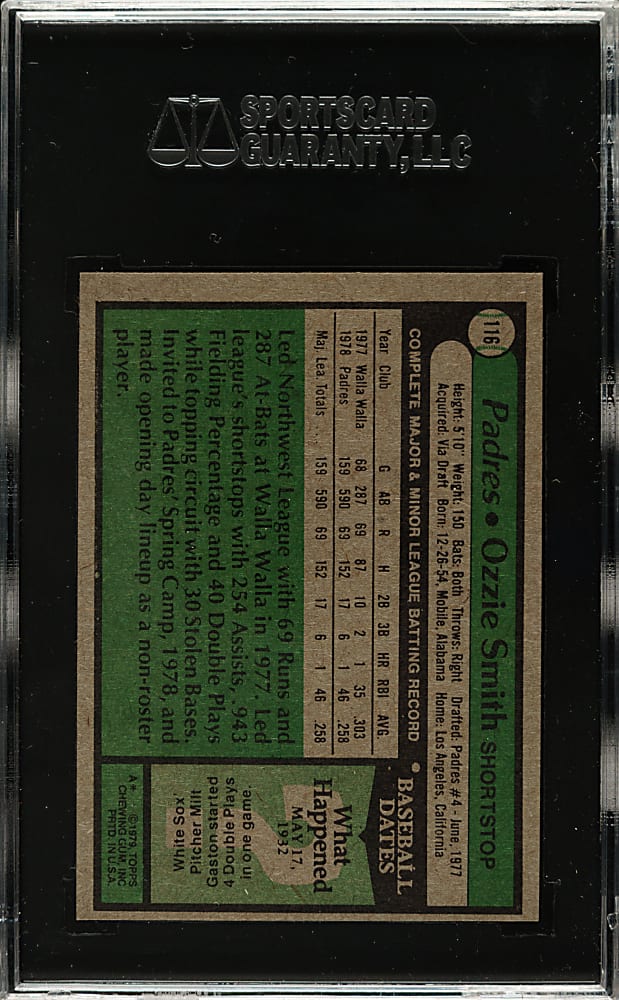 SPORTSCARD
GUARANTY, LLC
116
Padres • Ozzie Smith SHORTSTOP
Height: 5'10" Weight: 150 Bats: Both Throws: Right Drafted: Padres #4 - June, 1977
Acquired: Via Draft Born: 12-26-54, Mobile, Alabama Home: Los Angeles, California
COMPLETE MAJOR & MINOR LEAGUE BATTING RECORD
Year Club G AB R H 2B 3B HR RBI AVG.
1977 Walla Walla 68 287 69 87 10 2 1 35 .303
1978 Padres 159 590 69 152 17 6 1 46 .258
Maj. Lea. Totals 159 590 69 152 17 6 1 46 .258
Led Northwest League with 69 Runs and
287 At-Bats at Walla Walla in 1977. Led
league's shortstops with 254 Assists, .943
Fielding Percentage and 40 Double Plays
while topping circuit with 30 Stolen Bases.
Invited to Padres' Spring Camp, 1978, and
made opening day lineup as a non-roster
player.
• BASEBALL
DATES
What
Happened
MAY 17,
1932
White Sox'
Pitcher Milt
Gaston started
4 Double Plays
in one game.
A* ©1979, TOPPS
CHEWING GUM, INC.
PRTD. IN U.S.A.